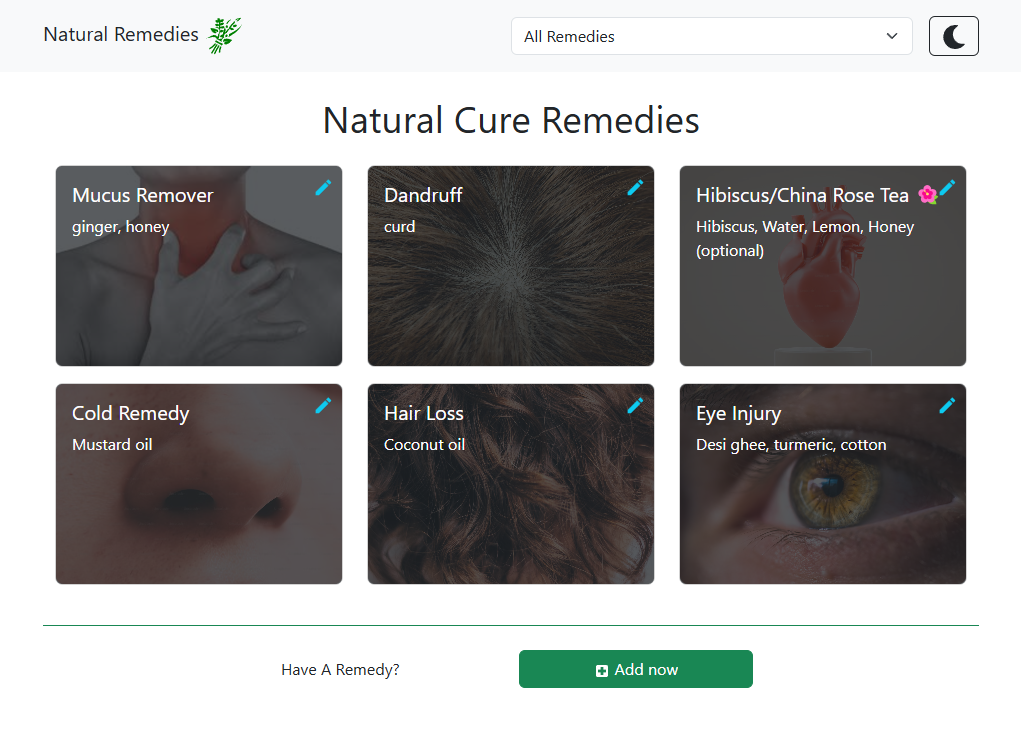 Natural Remedies
All Remedies
Natural Cure Remedies
Mucus Remover
ginger, honey
Dandruff
curd
Hibiscus/China Rose Tea 🌺
Hibiscus, Water, Lemon, Honey
(optional)
Cold Remedy
Mustard oil
Hair Loss
Coconut oil
Eye Injury
Desi ghee, turmeric, cotton
Have A Remedy?
Add now